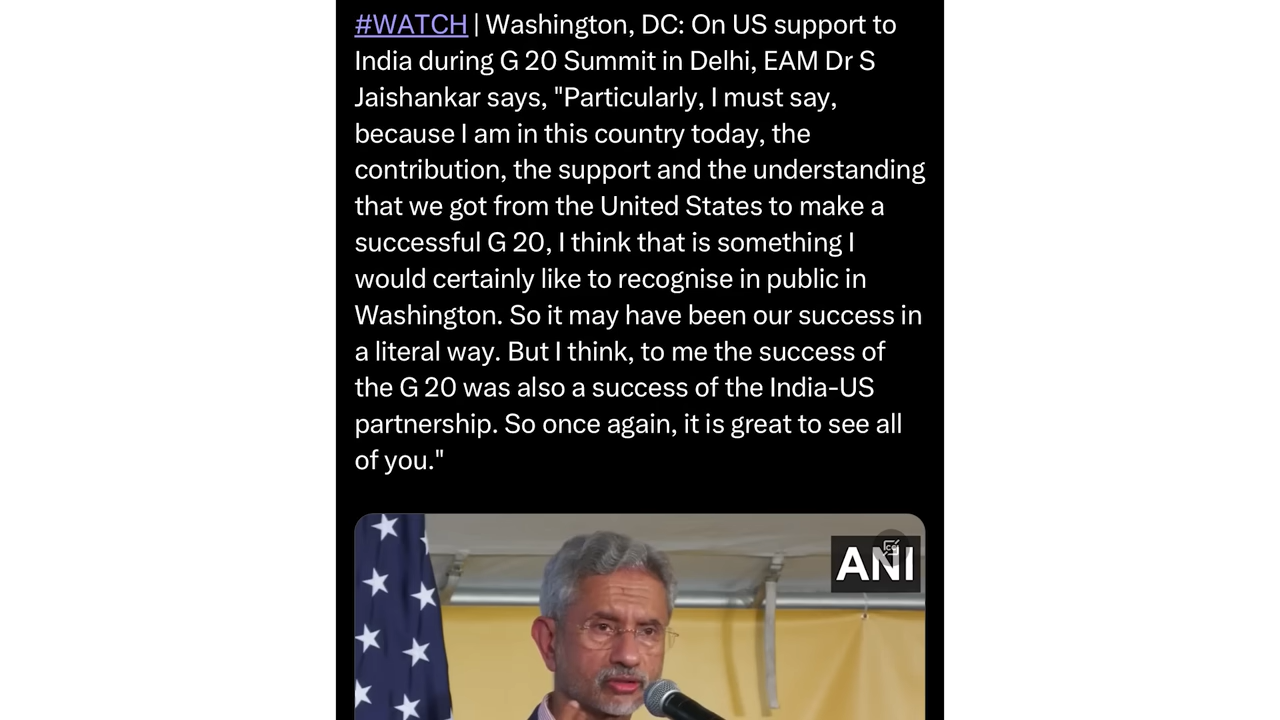 #WATCH | Washington, DC: On US support to
India during G 20 Summit in Delhi, EAM Dr S
Jaishankar says, "Particularly, I must say,
because I am in this country today, the
contribution, the support and the understanding
that we got from the United States to make a
successful G 20, I think that is something I
would certainly like to recognise in public in
Washington. So it may have been our success in
a literal way. But I think, to me the success of
the G 20 was also a success of the India-US
partnership. So once again, it is great to see all
of you."
ANI